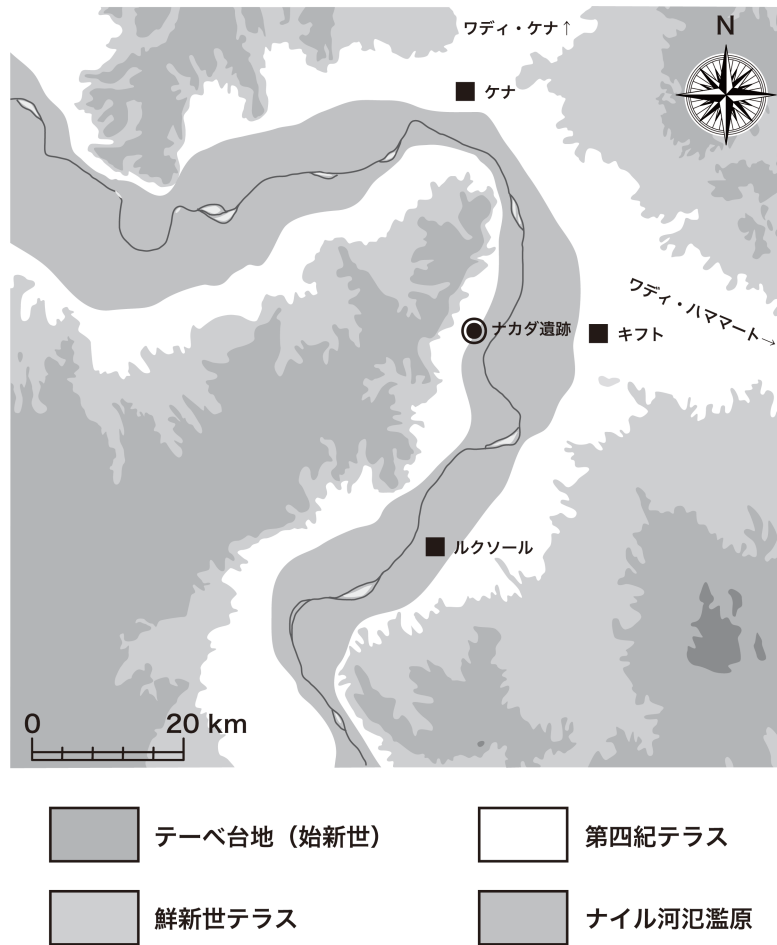 ワディ・ケナ↑
N
ケナ
ワディ・ハママート→
ナカダ遺跡
キフト
ルクソール
0 20 km
テーベ台地（始新世）
第四紀テラス
鮮新世テラス
ナイル河氾濫原